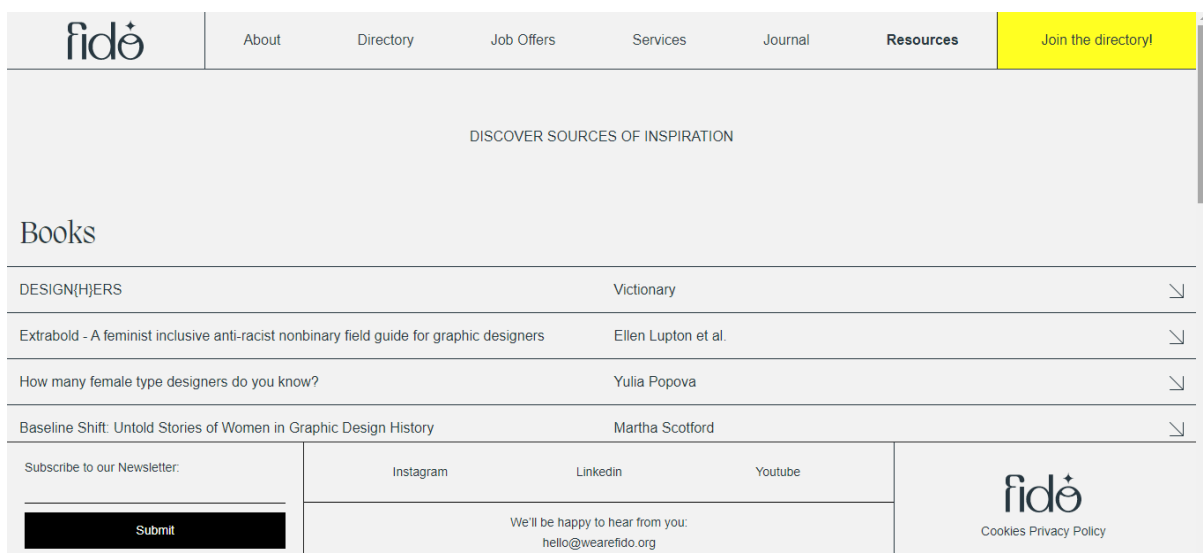 fido
About
Directory
Job Offers
Services
Journal
Resources
Join the directory!
DISCOVER SOURCES OF INSPIRATION
Books
DESIGN{H}ERS Victionary
Extrabold - A feminist inclusive anti-racist nonbinary field guide for graphic designers Ellen Lupton et al.
How many female type designers do you know? Yulia Popova
Baseline Shift: Untold Stories of Women in Graphic Design History Martha Scotford
Subscribe to our Newsletter:
Submit
Instagram
Linkedin
Youtube
We'll be happy to hear from you:
hello@wearefido.org
fido
Cookies Privacy Policy